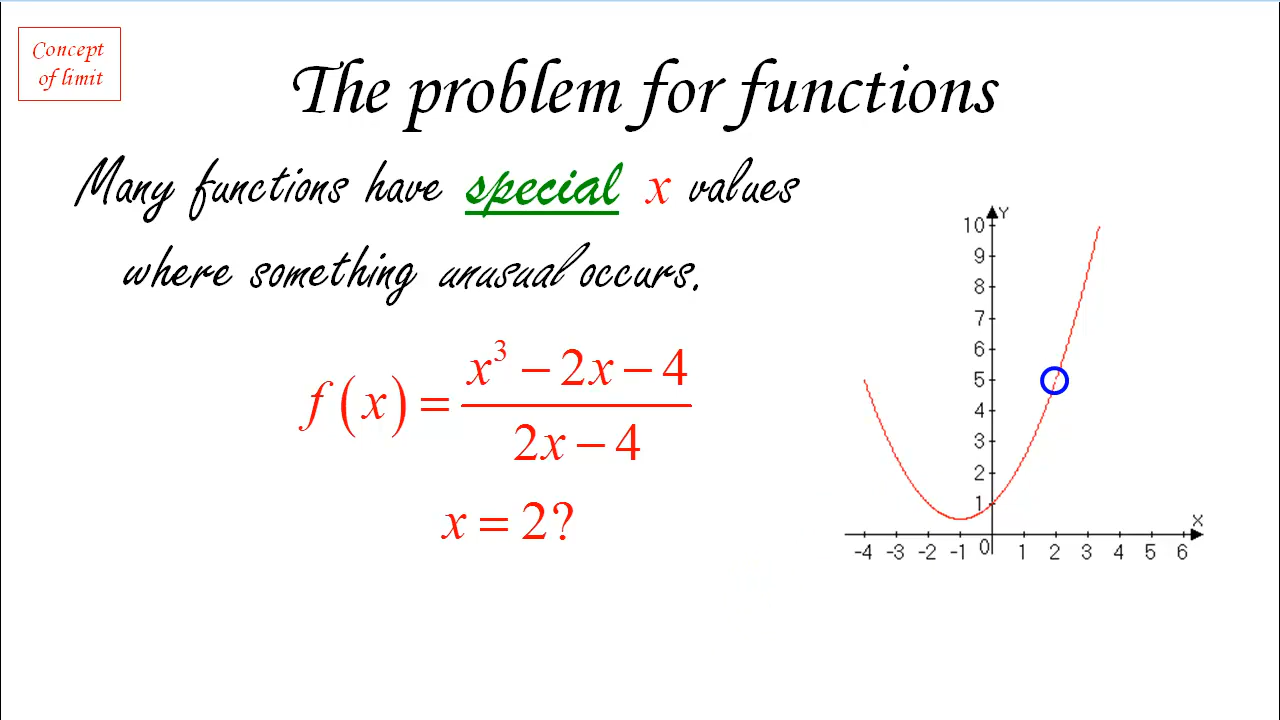 Concept
of limit
The problem for functions
Many functions have special x values
where something unusual occurs.
f(x) = (x³ − 2x − 4)/(2x − 4)
x = 2?
Y
10
9
8
7
6
5
4
3
2
1
X
-4 -3 -2 -1 0 1 2 3 4 5 6